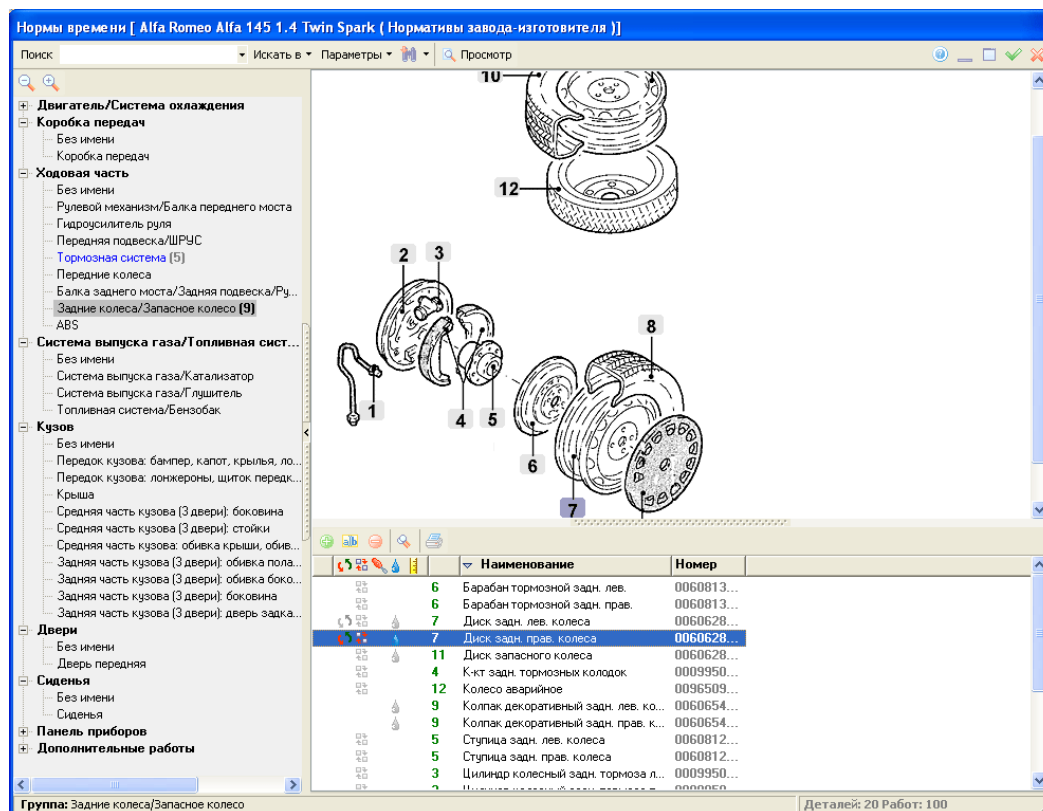 Нормы времени [ Alfa Romeo Alfa 145 1.4 Twin Spark ( Нормативы завода-изготовителя )]
Поиск Искать в Параметры Просмотр
Двигатель/Система охлаждения
Коробка передач
Без имени
Коробка передач
Ходовая часть
Без имени
Рулевой механизм/Балка переднего моста
Гидроусилитель руля
Передняя подвеска/ШРУС
Тормозная система (5)
Передние колеса
Балка заднего моста/Задняя подвеска/Ру...
Задние колеса/Запасное колесо (9)
ABS
Система выпуска газа/Топливная сист...
Без имени
Система выпуска газа/Катализатор
Система выпуска газа/Глушитель
Топливная система/Бензобак
Кузов
Без имени
Передок кузова: бампер, капот, крылья, ло...
Передок кузова: лонжероны, щиток передк...
Крыша
Средняя часть кузова (3 двери): боковина
Средняя часть кузова (3 двери): стойки
Средняя часть кузова: обивка крыши, обив...
Задняя часть кузова (3 двери): обивка пола...
Задняя часть кузова (3 двери): обивка боко...
Задняя часть кузова (3 двери): боковина
Задняя часть кузова (3 двери): дверь задка...
Двери
Без имени
Дверь передняя
Сиденья
Без имени
Сиденья
Панель приборов
Дополнительные работы
10
12
2 3
8
1
4 5
6
7
Наименование Номер
6 Барабан тормозной задн. лев. 0060813...
6 Барабан тормозной задн. прав. 0060813...
7 Диск задн. лев. колеса 0060628...
7 Диск задн. прав. колеса 0060628...
11 Диск запасного колеса 0060628...
4 К-кт задн. тормозных колодок 0009950...
12 Колесо аварийное 0096509...
9 Колпак декоративный задн. лев. ко... 0060654...
9 Колпак декоративный задн. прав. к... 0060654...
5 Ступица задн. лев. колеса 0060812...
5 Ступица задн. прав. колеса 0060812...
3 Цилиндр колесный задн. тормоза л... 0009950...
Группа: Задние колеса/Запасное колесо Деталей: 20 Работ: 100